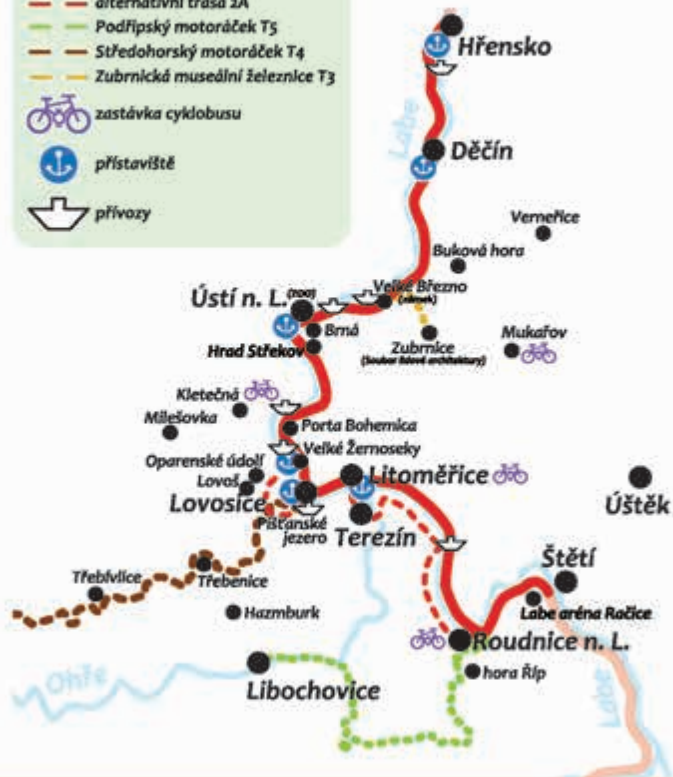 alternativní trasa 2A
Podřipský motoráček T5
Středohorský motoráček T4
Zubrnická museální železnice T3
zastávka cyklobusu
přístaviště
přívozy
Hřensko
Labe
Děčín
Verneřice
Buková hora
Velké Březno
(zámek)
Ústí n. L. (zoo)
Brná
Hrad Střekov
Zubrnice
(Soubor lidové architektury)
Mukařov
Kletečná
Milešovka
Porta Bohemica
Velké Žernoseky
Oparenské údolí
Lovoš
Lovosice
Litoměřice
Píšťanské
jezero
Terezín
Úštěk
Štětí
Třebívlice
Třebenice
Labe aréna Račice
Hazmburk
Roudnice n. L.
hora Říp
Ohře
Libochovice
Labe